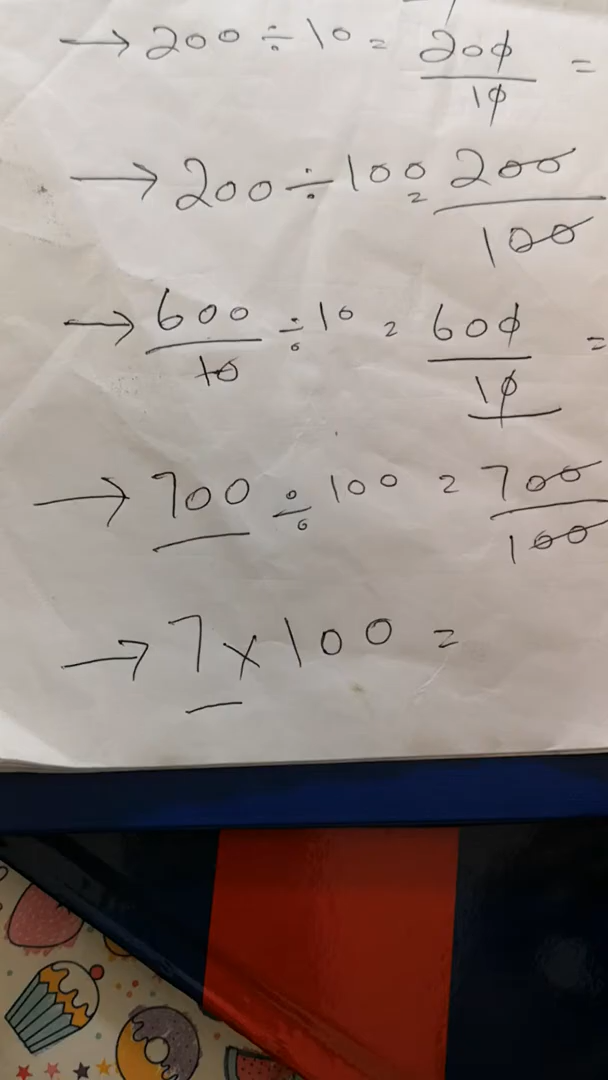 → 200 ÷ 10 = 200/10 =
→ 200 ÷ 100 = 200/100
→ 600/10 ÷ 10 = 600/10 =
→ 700 ÷ 100 = 700/100
→ 7 × 100 =